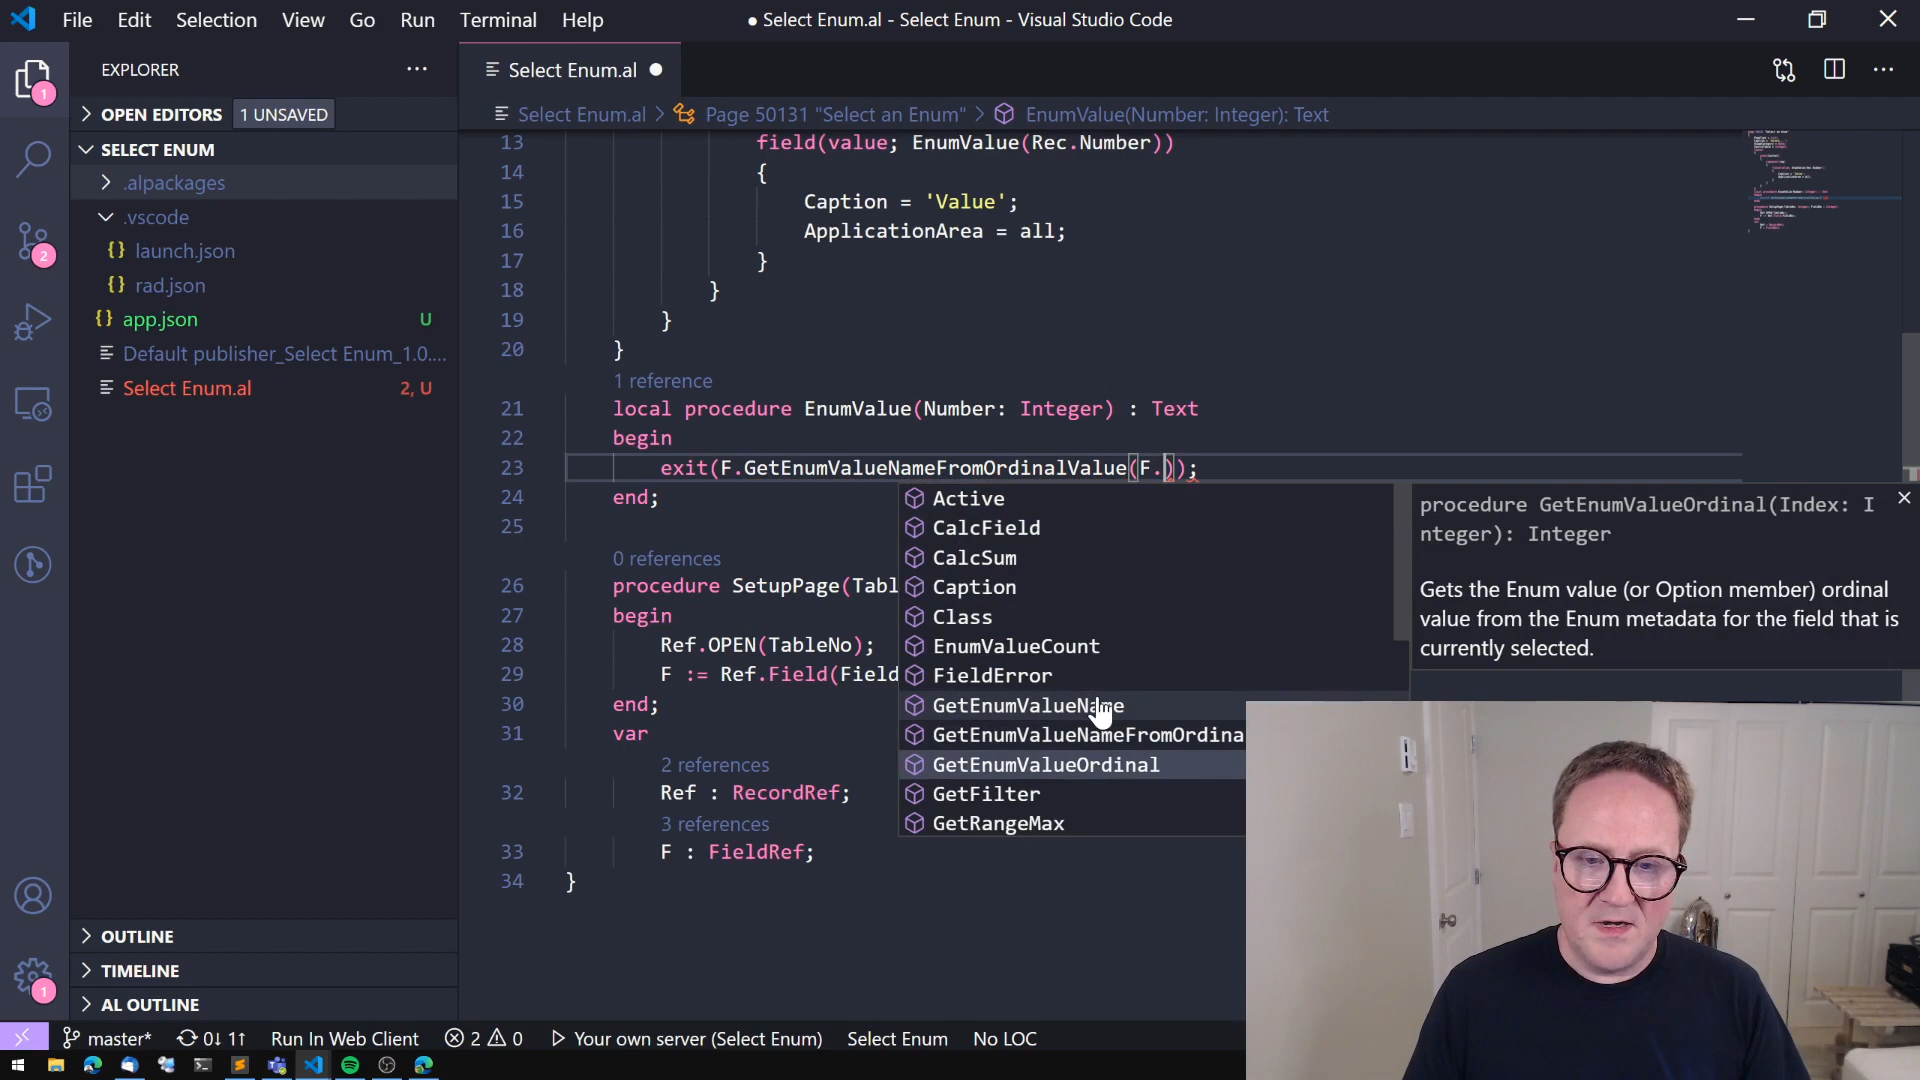 File Edit Selection View Go Run Terminal Help
● Select Enum.al - Select Enum - Visual Studio Code
EXPLORER
OPEN EDITORS 1 UNSAVED
SELECT ENUM
.alpackages
.vscode
{} launch.json
{} rad.json
{} app.json U
Default publisher_Select Enum_1.0....
Select Enum.al 2, U
OUTLINE
TIMELINE
AL OUTLINE
1
2
1
Select Enum.al
Select Enum.al > Page 50131 "Select an Enum" > EnumValue(Number: Integer): Text
13 field(value; EnumValue(Rec.Number))
14 {
15 Caption = 'Value';
16 ApplicationArea = all;
17 }
18 }
19 }
20 }
1 reference
21 local procedure EnumValue(Number: Integer) : Text
22 begin
23 exit(F.GetEnumValueNameFromOrdinalValue(F.));
24 end;
25
0 references
26 procedure SetupPage(Tabl
27 begin
28 Ref.OPEN(TableNo);
29 F := Ref.Field(Field
30 end;
31 var
2 references
32 Ref : RecordRef;
3 references
33 F : FieldRef;
34 }
Active
CalcField
CalcSum
Caption
Class
EnumValueCount
FieldError
GetEnumValueName
GetEnumValueNameFromOrdina
GetEnumValueOrdinal
GetFilter
GetRangeMax
procedure GetEnumValueOrdinal(Index: I
nteger): Integer
Gets the Enum value (or Option member) ordinal
value from the Enum metadata for the field that is
currently selected.
master* 0↓ 1↑ Run In Web Client 2 0 Your own server (Select Enum) Select Enum No LOC